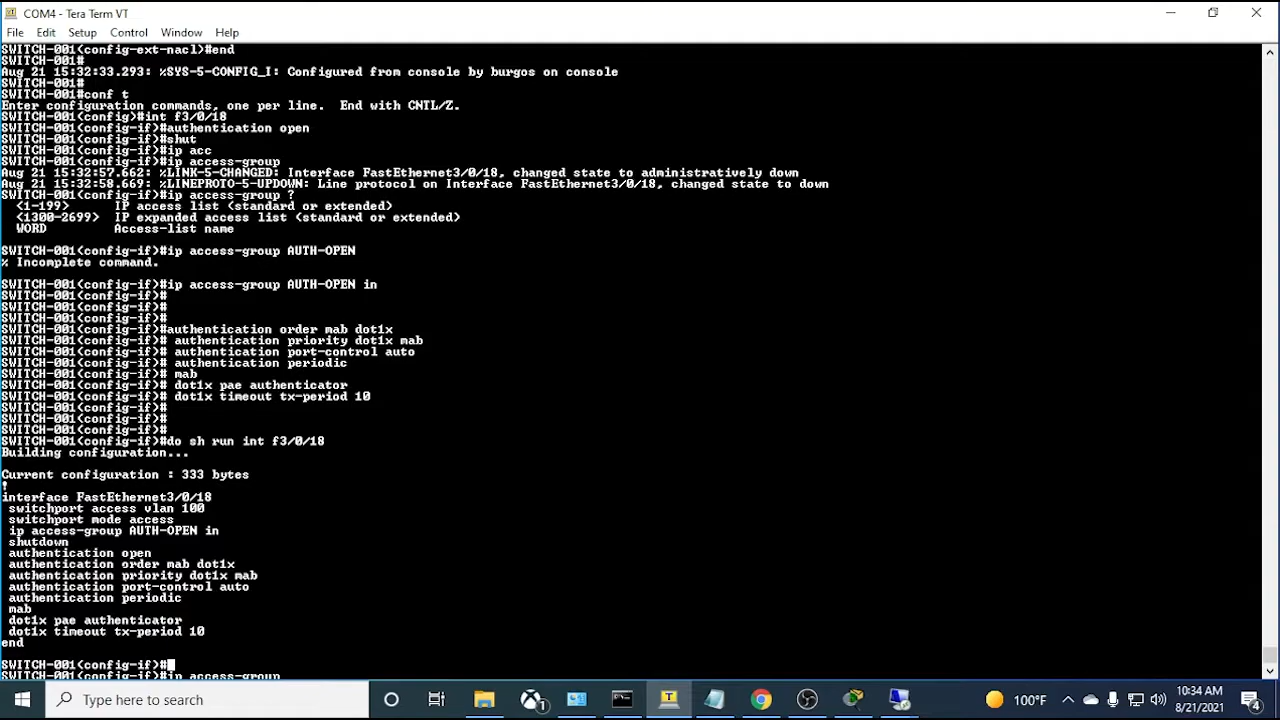 COM4 - Tera Term VT
File Edit Setup Control Window Help
SWITCH-001(config-ext-nacl)#end
SWITCH-001#
Aug 21 15:32:33.293: %SYS-5-CONFIG_I: Configured from console by burgos on console
SWITCH-001#
SWITCH-001#conf t
Enter configuration commands, one per line.  End with CNTL/Z.
SWITCH-001(config)#int f3/0/18
SWITCH-001(config-if)#authentication open
SWITCH-001(config-if)#shut
SWITCH-001(config-if)#ip acc
SWITCH-001(config-if)#ip access-group
Aug 21 15:32:57.662: %LINK-5-CHANGED: Interface FastEthernet3/0/18, changed state to administratively down
Aug 21 15:32:58.669: %LINEPROTO-5-UPDOWN: Line protocol on Interface FastEthernet3/0/18, changed state to down
SWITCH-001(config-if)#ip access-group ?
<1-199> IP access list (standard or extended)
<1300-2699> IP expanded access list (standard or extended)
WORD Access-list name
SWITCH-001(config-if)#ip access-group AUTH-OPEN
% Incomplete command.
SWITCH-001(config-if)#ip access-group AUTH-OPEN in
SWITCH-001(config-if)#
SWITCH-001(config-if)#
SWITCH-001(config-if)#
SWITCH-001(config-if)#authentication order mab dot1x
SWITCH-001(config-if)# authentication priority dot1x mab
SWITCH-001(config-if)# authentication port-control auto
SWITCH-001(config-if)# authentication periodic
SWITCH-001(config-if)# mab
SWITCH-001(config-if)# dot1x pae authenticator
SWITCH-001(config-if)# dot1x timeout tx-period 10
SWITCH-001(config-if)#
SWITCH-001(config-if)#
SWITCH-001(config-if)#
SWITCH-001(config-if)#do sh run int f3/0/18
Building configuration...
Current configuration : 333 bytes
!
interface FastEthernet3/0/18
switchport access vlan 100
switchport mode access
ip access-group AUTH-OPEN in
shutdown
authentication open
authentication order mab dot1x
authentication priority dot1x mab
authentication port-control auto
authentication periodic
mab
dot1x pae authenticator
dot1x timeout tx-period 10
end
SWITCH-001(config-if)#
SWITCH-001(config-if)#ip access-group
Type here to search
1
100°F
10:34 AM
8/21/2021
4